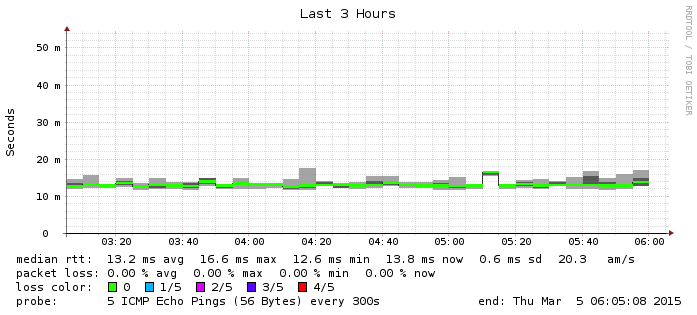 Last 3 Hours
RRDTOOL / TOBI OETIKER
Seconds
50 m
40 m
30 m
20 m
10 m
0
03:20 03:40 04:00 04:20 04:40 05:00 05:20 05:40 06:00
median rtt: 13.2 ms avg 16.6 ms max 12.6 ms min 13.8 ms now 0.6 ms sd 20.3 am/s
packet loss: 0.00 % avg 0.00 % max 0.00 % min 0.00 % now
loss color: 0 1/5 2/5 3/5 4/5
probe: 5 ICMP Echo Pings (56 Bytes) every 300s end: Thu Mar 5 06:05:08 2015